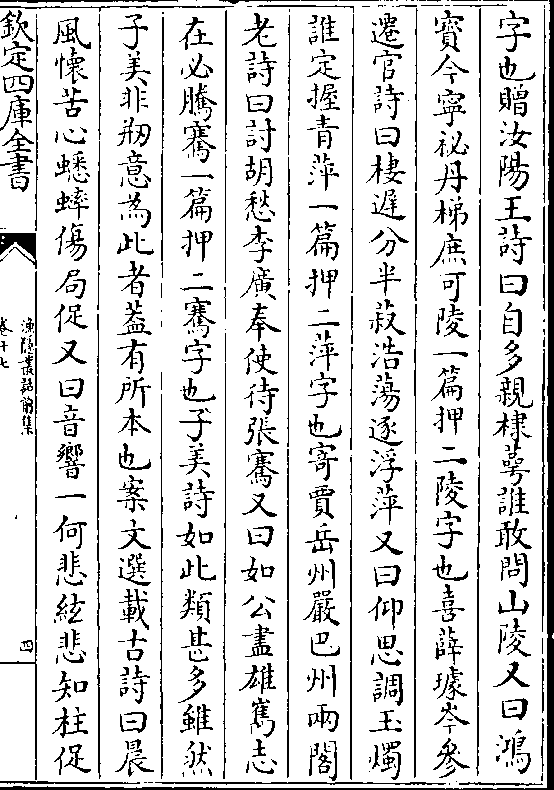 字也贈汝陽王詩曰自多親棣萼誰敢問山陵又曰鴻
寳今寧祕丹梯庶可陵一篇押二陵字也喜薛璩岑參
遷官詩曰棲遲分半菽浩蕩逐浮萍又曰仰思調玉燭
誰定握青萍一篇押二萍字也寄賈岳州嚴巴州兩閣
老詩曰討胡愁李廣奉使待張騫又曰如公盡雄雋志
在必騰騫一篇押二騫字也子美詩如此類甚多雖然
子美非剏意為此者葢有所本也案文選載古詩曰晨
風懷苦心蟋蟀傷局促又曰音響一何悲絃悲知柱促
欽定四庫全書
漁隱叢話前集
卷十七
四